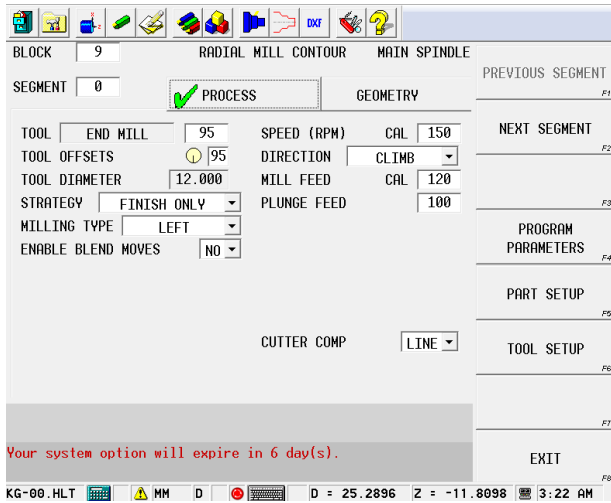 DXF
BLOCK 9 RADIAL MILL CONTOUR MAIN SPINDLE
SEGMENT 0
PROCESS GEOMETRY
TOOL END MILL 95 SPEED (RPM) CAL 150
TOOL OFFSETS 95 DIRECTION CLIMB
TOOL DIAMETER 12.000 MILL FEED CAL 120
STRATEGY FINISH ONLY PLUNGE FEED 100
MILLING TYPE LEFT
ENABLE BLEND MOVES NO
CUTTER COMP LINE
Your system option will expire in 6 day(s).
PREVIOUS SEGMENT
F1
NEXT SEGMENT
F2
F3
PROGRAM
PARAMETERS
F4
PART SETUP
F5
TOOL SETUP
F6
F7
EXIT
F8
KG-00.HLT MM D D = 25.2896 Z = -11.8098 3:22 AM